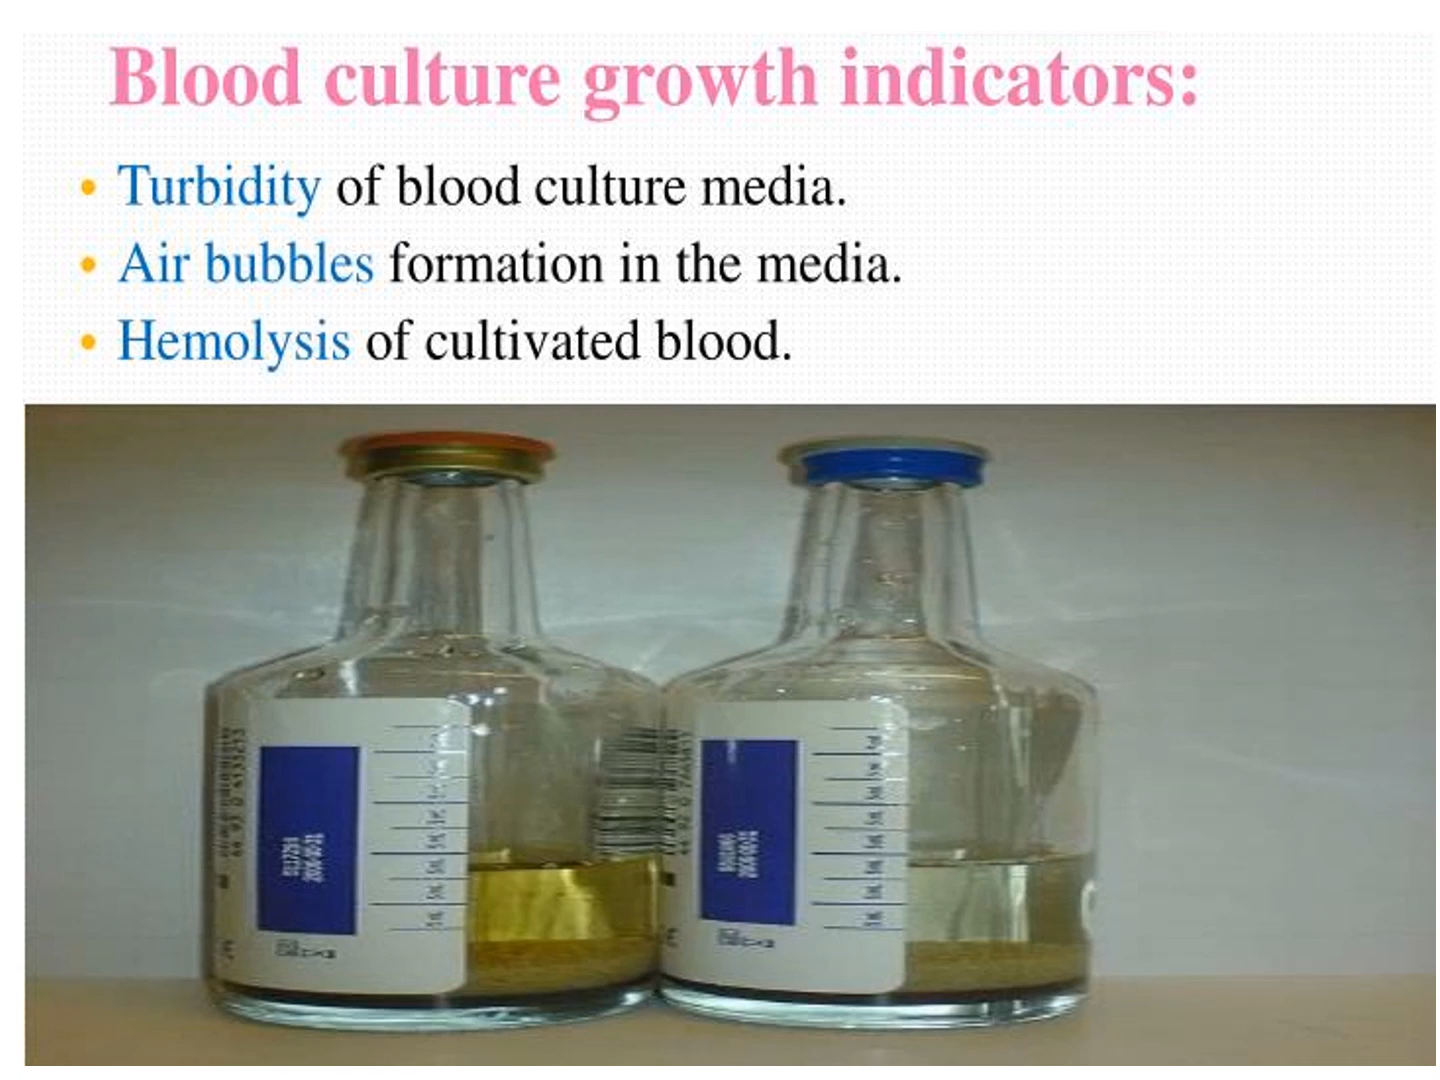 Blood culture growth indicators:
• Turbidity of blood culture media.
• Air bubbles formation in the media.
• Hemolysis of cultivated blood.